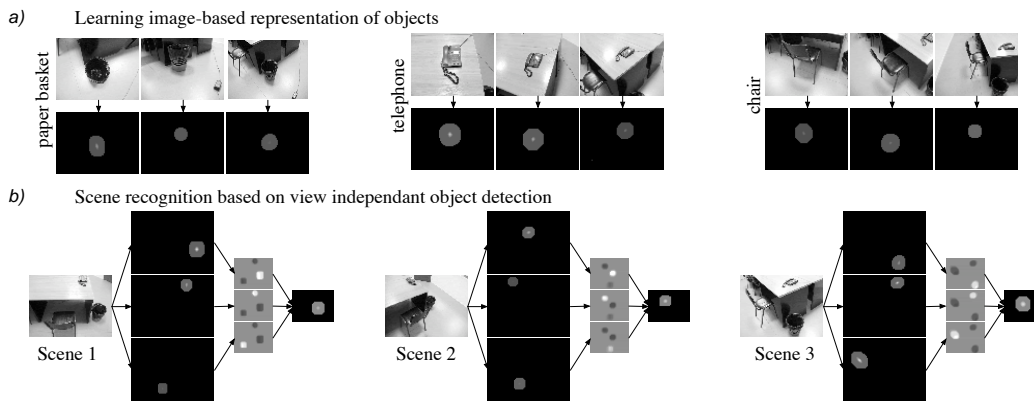 a) Learning image-based representation of objects
paper basket
telephone
chair
b) Scene recognition based on view independant object detection
Scene 1
Scene 2
Scene 3